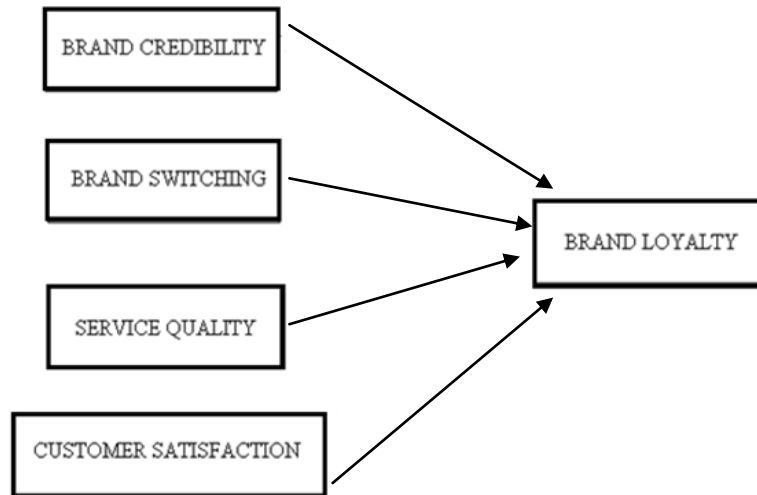 BRAND CREDIBILITY
BRAND SWITCHING
BRAND LOYALTY
SERVICE QUALITY
CUSTOMER SATISFACTION